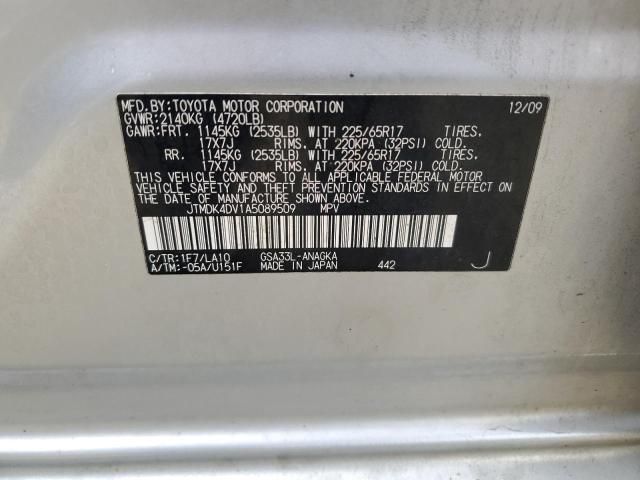 MFD.BY:TOYOTA MOTOR CORPORATION 12/09
GVWR:2140KG (4720LB)
GAWR:FRT. 1145KG (2535LB) WITH 225/65R17 TIRES.
17X7J RIMS. AT 220KPA (32PSI) COLD.
RR. 1145KG (2535LB) WITH 225/65R17 TIRES.
17X7J RIMS. AT 220KPA (32PSI) COLD.
THIS VEHICLE CONFORMS TO ALL APPLICABLE FEDERAL MOTOR
VEHICLE SAFETY AND THEFT PREVENTION STANDARDS IN EFFECT
ON THE DATE OF MANUFACTURE SHOWN ABOVE.
JTMDK4DV1A5089509 MPV
C/TR:1F7/LA10 GSA33L-ANAGKA
A/TM:-05A/U151F MADE IN JAPAN 442 J